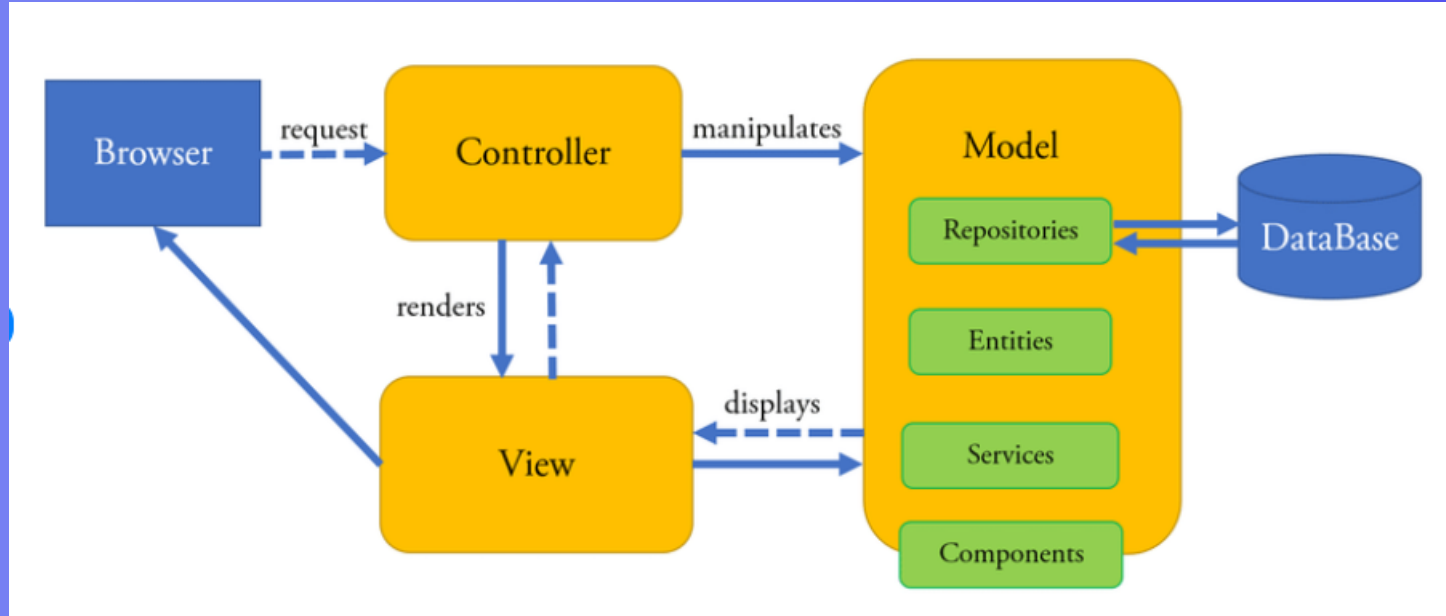 Browser
request
Controller
manipulates
Model
Repositories
DataBase
renders
Entities
displays
View
Services
Components